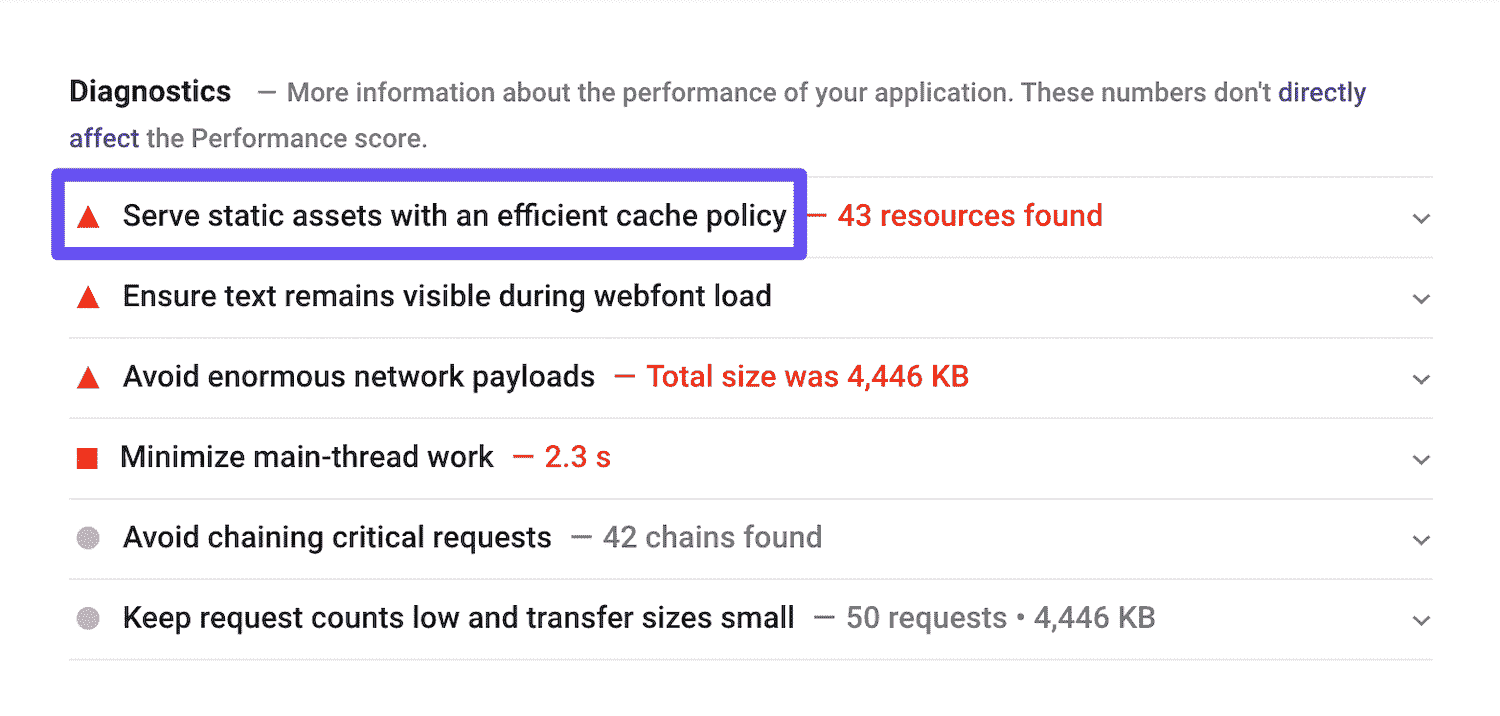 Diagnostics — More information about the performance of your application. These numbers don't directly
affect the Performance score.
Serve static assets with an efficient cache policy — 43 resources found
Ensure text remains visible during webfont load
Avoid enormous network payloads — Total size was 4,446 KB
Minimize main-thread work — 2.3 s
Avoid chaining critical requests — 42 chains found
Keep request counts low and transfer sizes small — 50 requests • 4,446 KB